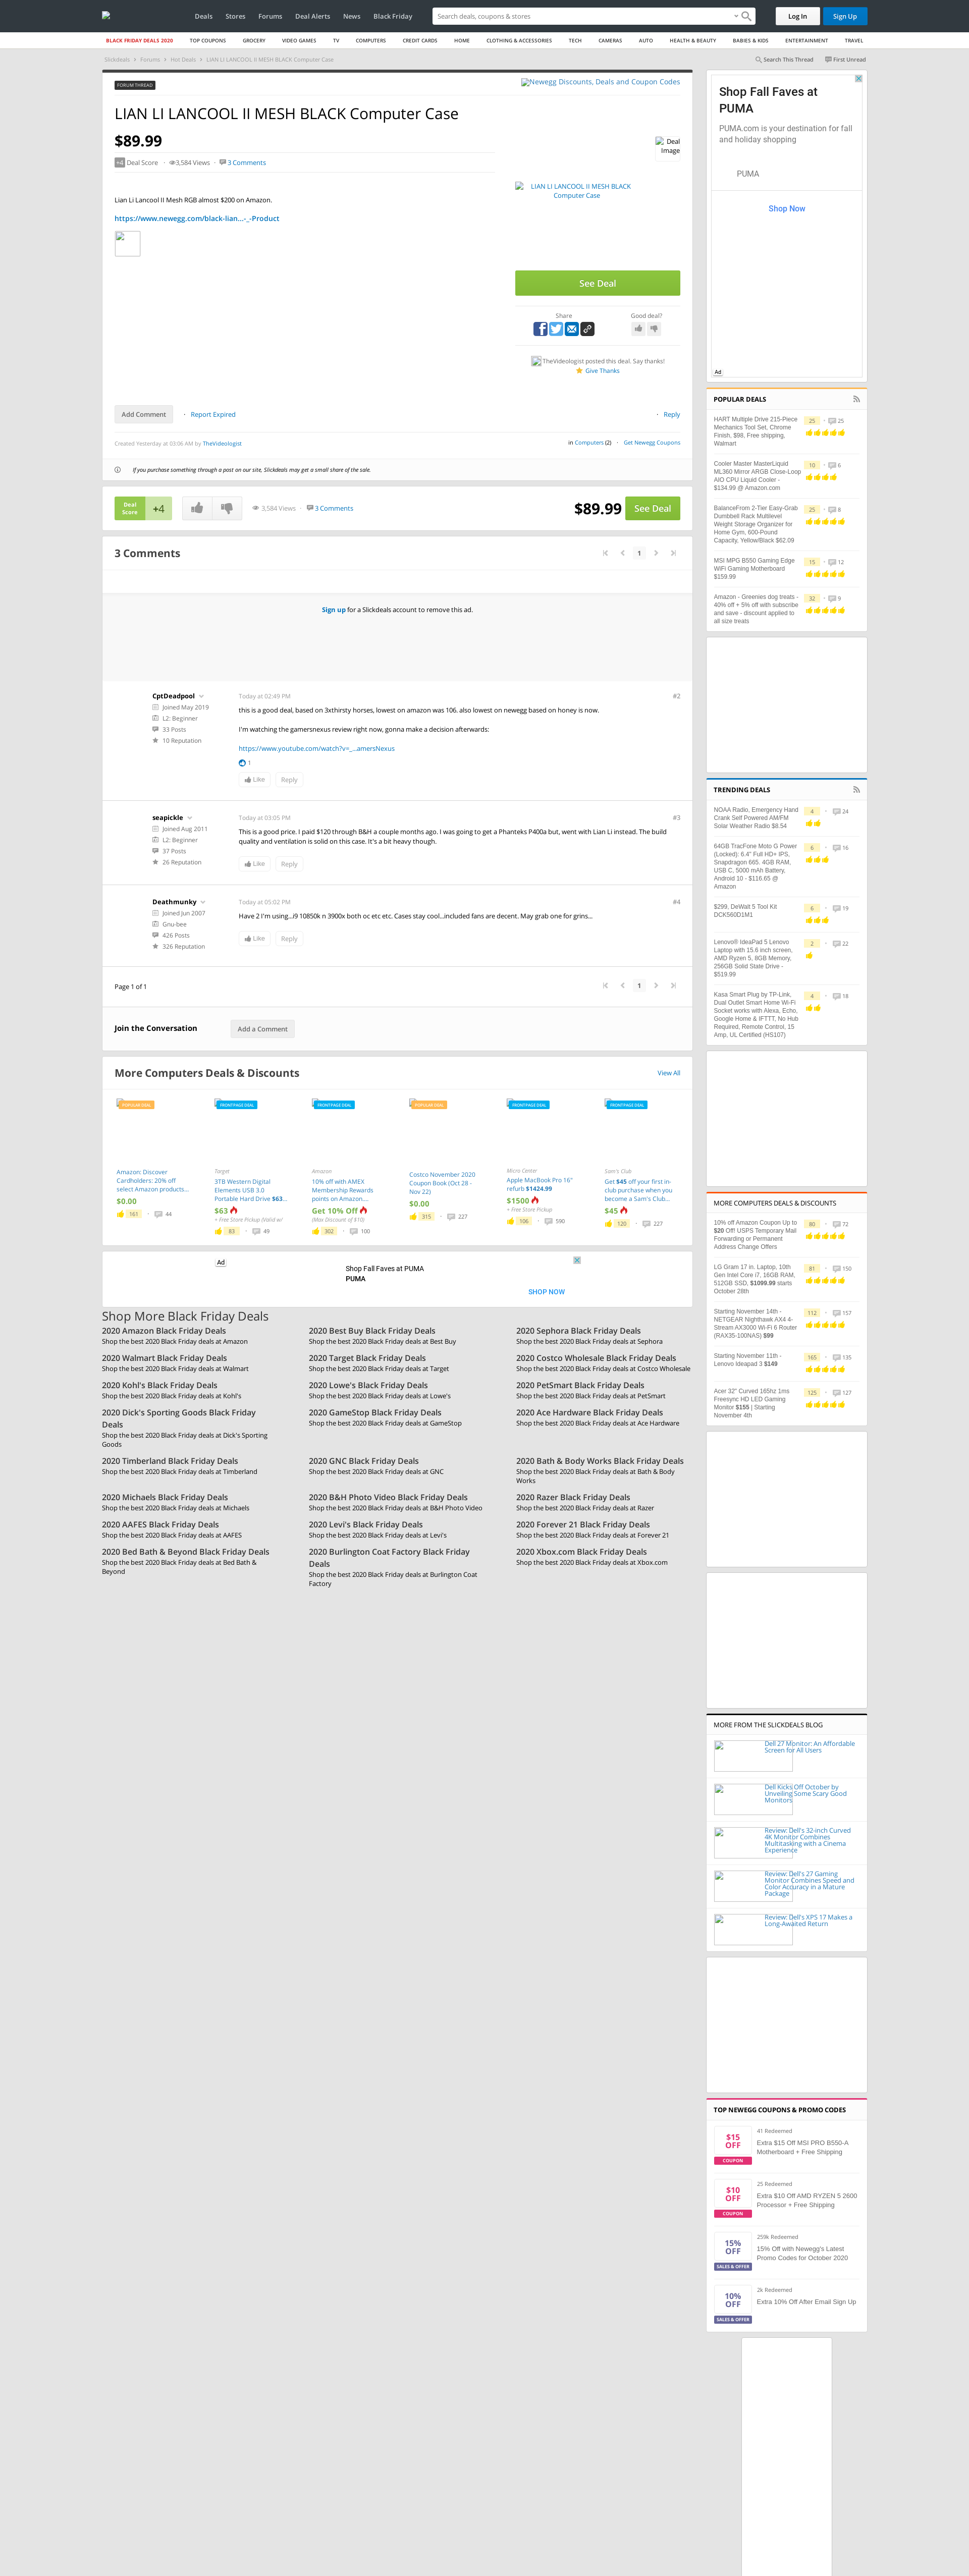 Deals
Stores
Forums
Deal Alerts
News
Black Friday
Search deals, coupons & stores
Log In
Sign Up
BLACK FRIDAY DEALS 2020
TOP COUPONS
GROCERY
VIDEO GAMES
TV
COMPUTERS
CREDIT CARDS
HOME
CLOTHING & ACCESSORIES
TECH
CAMERAS
AUTO
HEALTH & BEAUTY
BABIES & KIDS
ENTERTAINMENT
TRAVEL
Slickdeals
Forums
Hot Deals
LIAN LI LANCOOL II MESH BLACK Computer Case
Search This Thread
First Unread
FORUM THREAD
Newegg Discounts, Deals and Coupon Codes
LIAN LI LANCOOL II MESH BLACK Computer Case
$89.99
+4 Deal Score
3,584 Views
3 Comments
Deal Image
Lian Li Lancool II Mesh RGB almost $200 on Amazon.
https://www.newegg.com/black-lian...-_-Product
LIAN LI LANCOOL II MESH BLACK
Computer Case
See Deal
Share
Good deal?
TheVideologist posted this deal. Say thanks!
Give Thanks
Add Comment
Report Expired
Reply
Created Yesterday at 03:06 AM by TheVideologist
in Computers (2)
Get Newegg Coupons
If you purchase something through a post on our site, Slickdeals may get a small share of the sale.
Deal Score
+4
3,584 Views
3 Comments
$89.99
See Deal
3 Comments
1
Sign up for a Slickdeals account to remove this ad.
CptDeadpool
Joined May 2019
L2: Beginner
33 Posts
10 Reputation
Today at 02:49 PM
#2
this is a good deal, based on 3xthirsty horses, lowest on amazon was 106. also lowest on newegg based on honey is now.
I'm watching the gamersnexus review right now, gonna make a decision afterwards:
https://www.youtube.com/watch?v=_...amersNexus
1
Like
Reply
seapickle
Joined Aug 2011
L2: Beginner
37 Posts
26 Reputation
Today at 03:05 PM
#3
This is a good price. I paid $120 through B&H a couple months ago. I was going to get a Phanteks P400a but, went with Lian Li instead. The build
quality and ventilation is solid on this case. It's a bit heavy though.
Like
Reply
Deathmunky
Joined Jun 2007
Gnu-bee
426 Posts
326 Reputation
Today at 05:02 PM
#4
Have 2 I'm using...i9 10850k n 3900x both oc etc etc. Cases stay cool...included fans are decent. May grab one for grins...
Like
Reply
Page 1 of 1
1
Join the Conversation
Add a Comment
More Computers Deals & Discounts
View All
POPULAR DEAL
Amazon: Discover
Cardholders: 20% off
select Amazon products...
$0.00
161
44
FRONTPAGE DEAL
Target
3TB Western Digital
Elements USB 3.0
Portable Hard Drive $63...
$63
+ Free Store Pickup (Valid w/
83
49
FRONTPAGE DEAL
Amazon
10% off with AMEX
Membership Rewards
points on Amazon....
Get 10% Off
(Max Discount of $10)
302
100
POPULAR DEAL
Costco November 2020
Coupon Book (Oct 28 -
Nov 22)
$0.00
315
227
FRONTPAGE DEAL
Micro Center
Apple MacBook Pro 16"
refurb $1424.99
$1500
+ Free Store Pickup
106
590
FRONTPAGE DEAL
Sam's Club
Get $45 off your first in-
club purchase when you
become a Sam's Club...
$45
120
227
Ad
Shop Fall Faves at PUMA
PUMA
SHOP NOW
Shop More Black Friday Deals
2020 Amazon Black Friday Deals
Shop the best 2020 Black Friday deals at Amazon
2020 Best Buy Black Friday Deals
Shop the best 2020 Black Friday deals at Best Buy
2020 Sephora Black Friday Deals
Shop the best 2020 Black Friday deals at Sephora
2020 Walmart Black Friday Deals
Shop the best 2020 Black Friday deals at Walmart
2020 Target Black Friday Deals
Shop the best 2020 Black Friday deals at Target
2020 Costco Wholesale Black Friday Deals
Shop the best 2020 Black Friday deals at Costco Wholesale
2020 Kohl's Black Friday Deals
Shop the best 2020 Black Friday deals at Kohl's
2020 Lowe's Black Friday Deals
Shop the best 2020 Black Friday deals at Lowe's
2020 PetSmart Black Friday Deals
Shop the best 2020 Black Friday deals at PetSmart
2020 Dick's Sporting Goods Black Friday
Deals
Shop the best 2020 Black Friday deals at Dick's Sporting
Goods
2020 GameStop Black Friday Deals
Shop the best 2020 Black Friday deals at GameStop
2020 Ace Hardware Black Friday Deals
Shop the best 2020 Black Friday deals at Ace Hardware
2020 Timberland Black Friday Deals
Shop the best 2020 Black Friday deals at Timberland
2020 GNC Black Friday Deals
Shop the best 2020 Black Friday deals at GNC
2020 Bath & Body Works Black Friday Deals
Shop the best 2020 Black Friday deals at Bath & Body
Works
2020 Michaels Black Friday Deals
Shop the best 2020 Black Friday deals at Michaels
2020 B&H Photo Video Black Friday Deals
Shop the best 2020 Black Friday deals at B&H Photo Video
2020 Razer Black Friday Deals
Shop the best 2020 Black Friday deals at Razer
2020 AAFES Black Friday Deals
Shop the best 2020 Black Friday deals at AAFES
2020 Levi's Black Friday Deals
Shop the best 2020 Black Friday deals at Levi's
2020 Forever 21 Black Friday Deals
Shop the best 2020 Black Friday deals at Forever 21
2020 Bed Bath & Beyond Black Friday Deals
Shop the best 2020 Black Friday deals at Bed Bath &
Beyond
2020 Burlington Coat Factory Black Friday
Deals
Shop the best 2020 Black Friday deals at Burlington Coat
Factory
2020 Xbox.com Black Friday Deals
Shop the best 2020 Black Friday deals at Xbox.com
Shop Fall Faves at
PUMA
PUMA.com is your destination for fall
and holiday shopping
PUMA
Shop Now
Ad
POPULAR DEALS
HART Multiple Drive 215-Piece
Mechanics Tool Set, Chrome
Finish, $98, Free shipping,
Walmart
25
25
Cooler Master MasterLiquid
ML360 Mirror ARGB Close-Loop
AIO CPU Liquid Cooler -
$134.99 @ Amazon.com
10
6
BalanceFrom 2-Tier Easy-Grab
Dumbbell Rack Multilevel
Weight Storage Organizer for
Home Gym, 600-Pound
Capacity, Yellow/Black $62.09
25
8
MSI MPG B550 Gaming Edge
WiFi Gaming Motherboard
$159.99
15
12
Amazon - Greenies dog treats -
40% off + 5% off with subscribe
and save - discount applied to
all size treats
32
9
TRENDING DEALS
NOAA Radio, Emergency Hand
Crank Self Powered AM/FM
Solar Weather Radio $8.54
4
24
64GB TracFone Moto G Power
(Locked): 6.4" Full HD+ IPS,
Snapdragon 665. 4GB RAM,
USB C, 5000 mAh Battery,
Android 10 - $116.65 @
Amazon
6
16
$299, DeWalt 5 Tool Kit
DCK560D1M1
6
19
Lenovo® IdeaPad 5 Lenovo
Laptop with 15.6 inch screen,
AMD Ryzen 5, 8GB Memory,
256GB Solid State Drive -
$519.99
2
22
Kasa Smart Plug by TP-Link,
Dual Outlet Smart Home Wi-Fi
Socket works with Alexa, Echo,
Google Home & IFTTT, No Hub
Required, Remote Control, 15
Amp, UL Certified (HS107)
4
18
MORE COMPUTERS DEALS & DISCOUNTS
10% off Amazon Coupon Up to
$20 Off! USPS Temporary Mail
Forwarding or Permanent
Address Change Offers
80
72
LG Gram 17 in. Laptop, 10th
Gen Intel Core i7, 16GB RAM,
512GB SSD, $1099.99 starts
October 28th
81
150
Starting November 14th -
NETGEAR Nighthawk AX4 4-
Stream AX3000 Wi-Fi 6 Router
(RAX35-100NAS) $99
112
157
Starting November 11th -
Lenovo Ideapad 3 $149
165
135
Acer 32" Curved 165hz 1ms
Freesync HD LED Gaming
Monitor $155 | Starting
November 4th
125
127
MORE FROM THE SLICKDEALS BLOG
Dell 27 Monitor: An Affordable
Screen for All Users
Dell Kicks Off October by
Unveiling Some Scary Good
Monitors
Review: Dell's 32-inch Curved
4K Monitor Combines
Multitasking with a Cinema
Experience
Review: Dell's 27 Gaming
Monitor Combines Speed and
Color Accuracy in a Mature
Package
Review: Dell's XPS 17 Makes a
Long-Awaited Return
TOP NEWEGG COUPONS & PROMO CODES
$15
OFF
COUPON
41 Redeemed
Extra $15 Off MSI PRO B550-A
Motherboard + Free Shipping
$10
OFF
COUPON
25 Redeemed
Extra $10 Off AMD RYZEN 5 2600
Processor + Free Shipping
15%
OFF
SALES & OFFER
259k Redeemed
15% Off with Newegg's Latest
Promo Codes for October 2020
10%
OFF
SALES & OFFER
2k Redeemed
Extra 10% Off After Email Sign Up